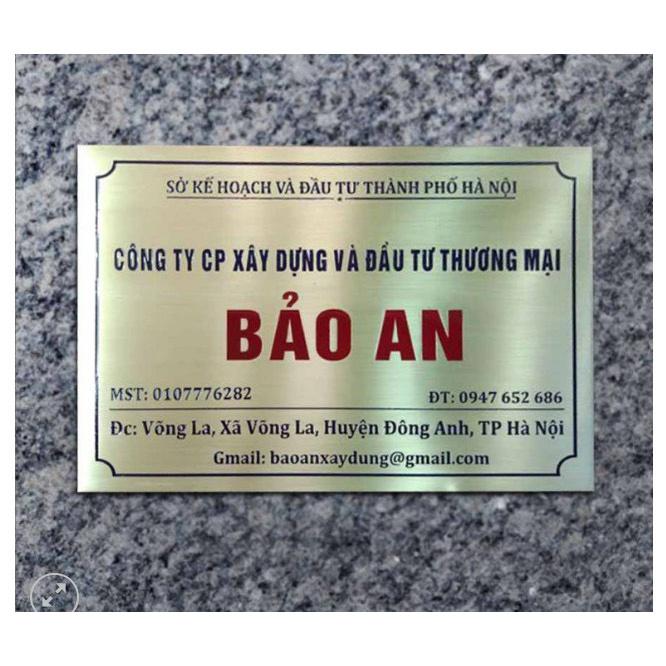 SỞ KẾ HOẠCH VÀ ĐẦU TƯ THÀNH PHỐ HÀ NỘI
CÔNG TY CP XÂY DỰNG VÀ ĐẦU TƯ THƯƠNG MẠI
BẢO AN
MST: 0107776282 ĐT: 0947 652 686
Đc: Võng La, Xã Võng La, Huyện Đông Anh, TP Hà Nội
Gmail: baoanxaydung@gmail.com